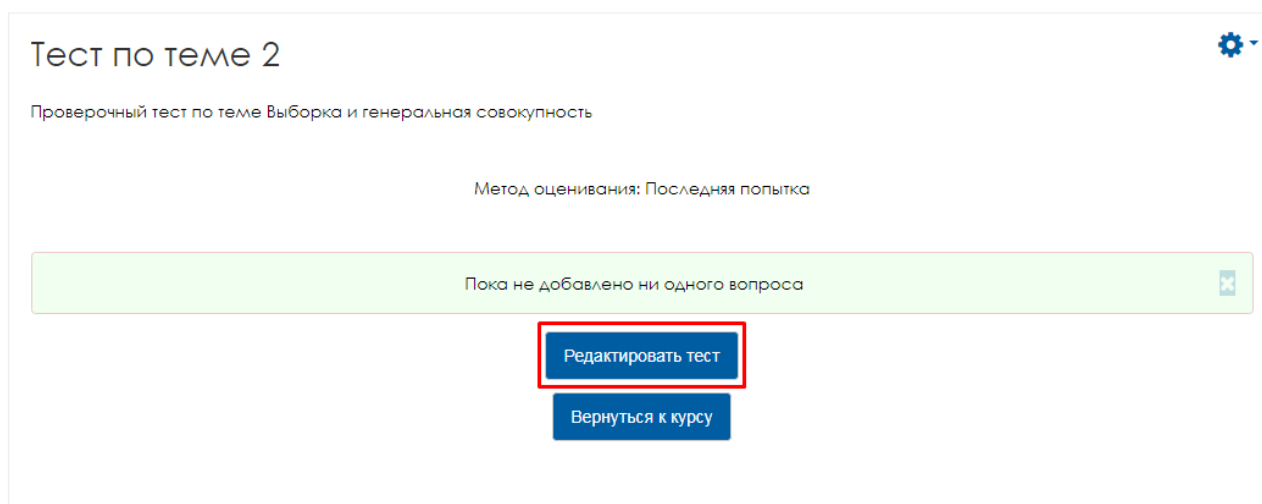 Тест по теме 2
Проверочный тест по теме Выборка и генеральная совокупность
Метод оценивания: Последняя попытка
Пока не добавлено ни одного вопроса
Редактировать тест
Вернуться к курсу